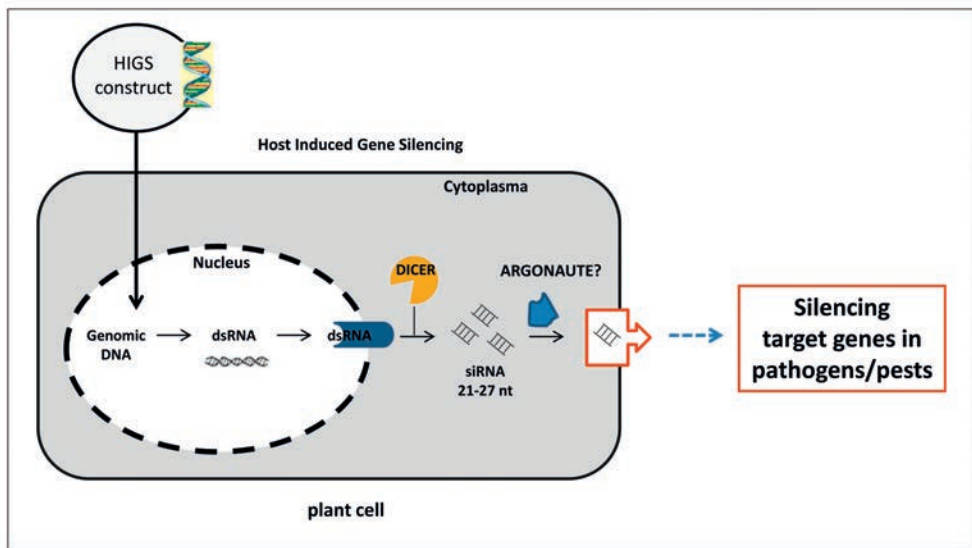 HIGS
construct
Host Induced Gene Silencing
Cytoplasma
Nucleus
DICER
ARGONAUTE?
Genomic
DNA
dsRNA
dsRNA
siRNA
21-27 nt
Silencing
target genes in
pathogens/pests
plant cell